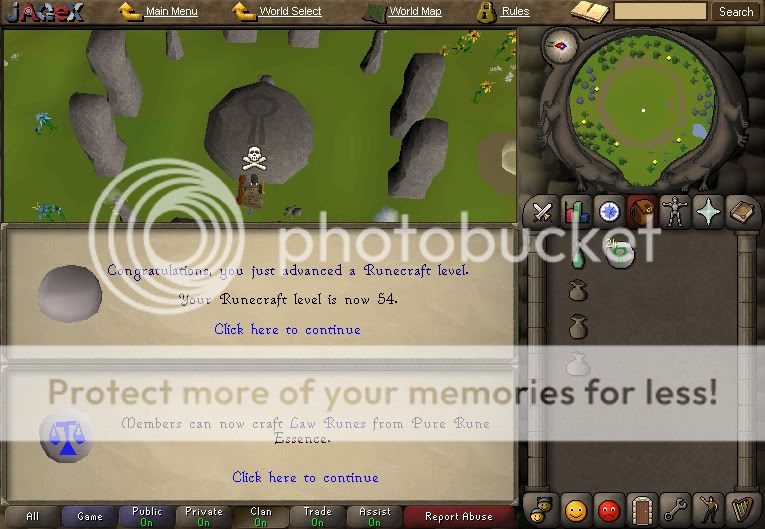 JAGEX Main Menu World Select World Map Rules Search
photobucket
Congratulations, you just advanced a Runecraft level.
Your Runecraft level is now 54.
Click here to continue
Protect more of your memories for less!
Members can now craft Law Runes from Pure Rune
Essence.
Click here to continue
All Game Public Private Clan Trade Assist Report Abuse
On On On On On